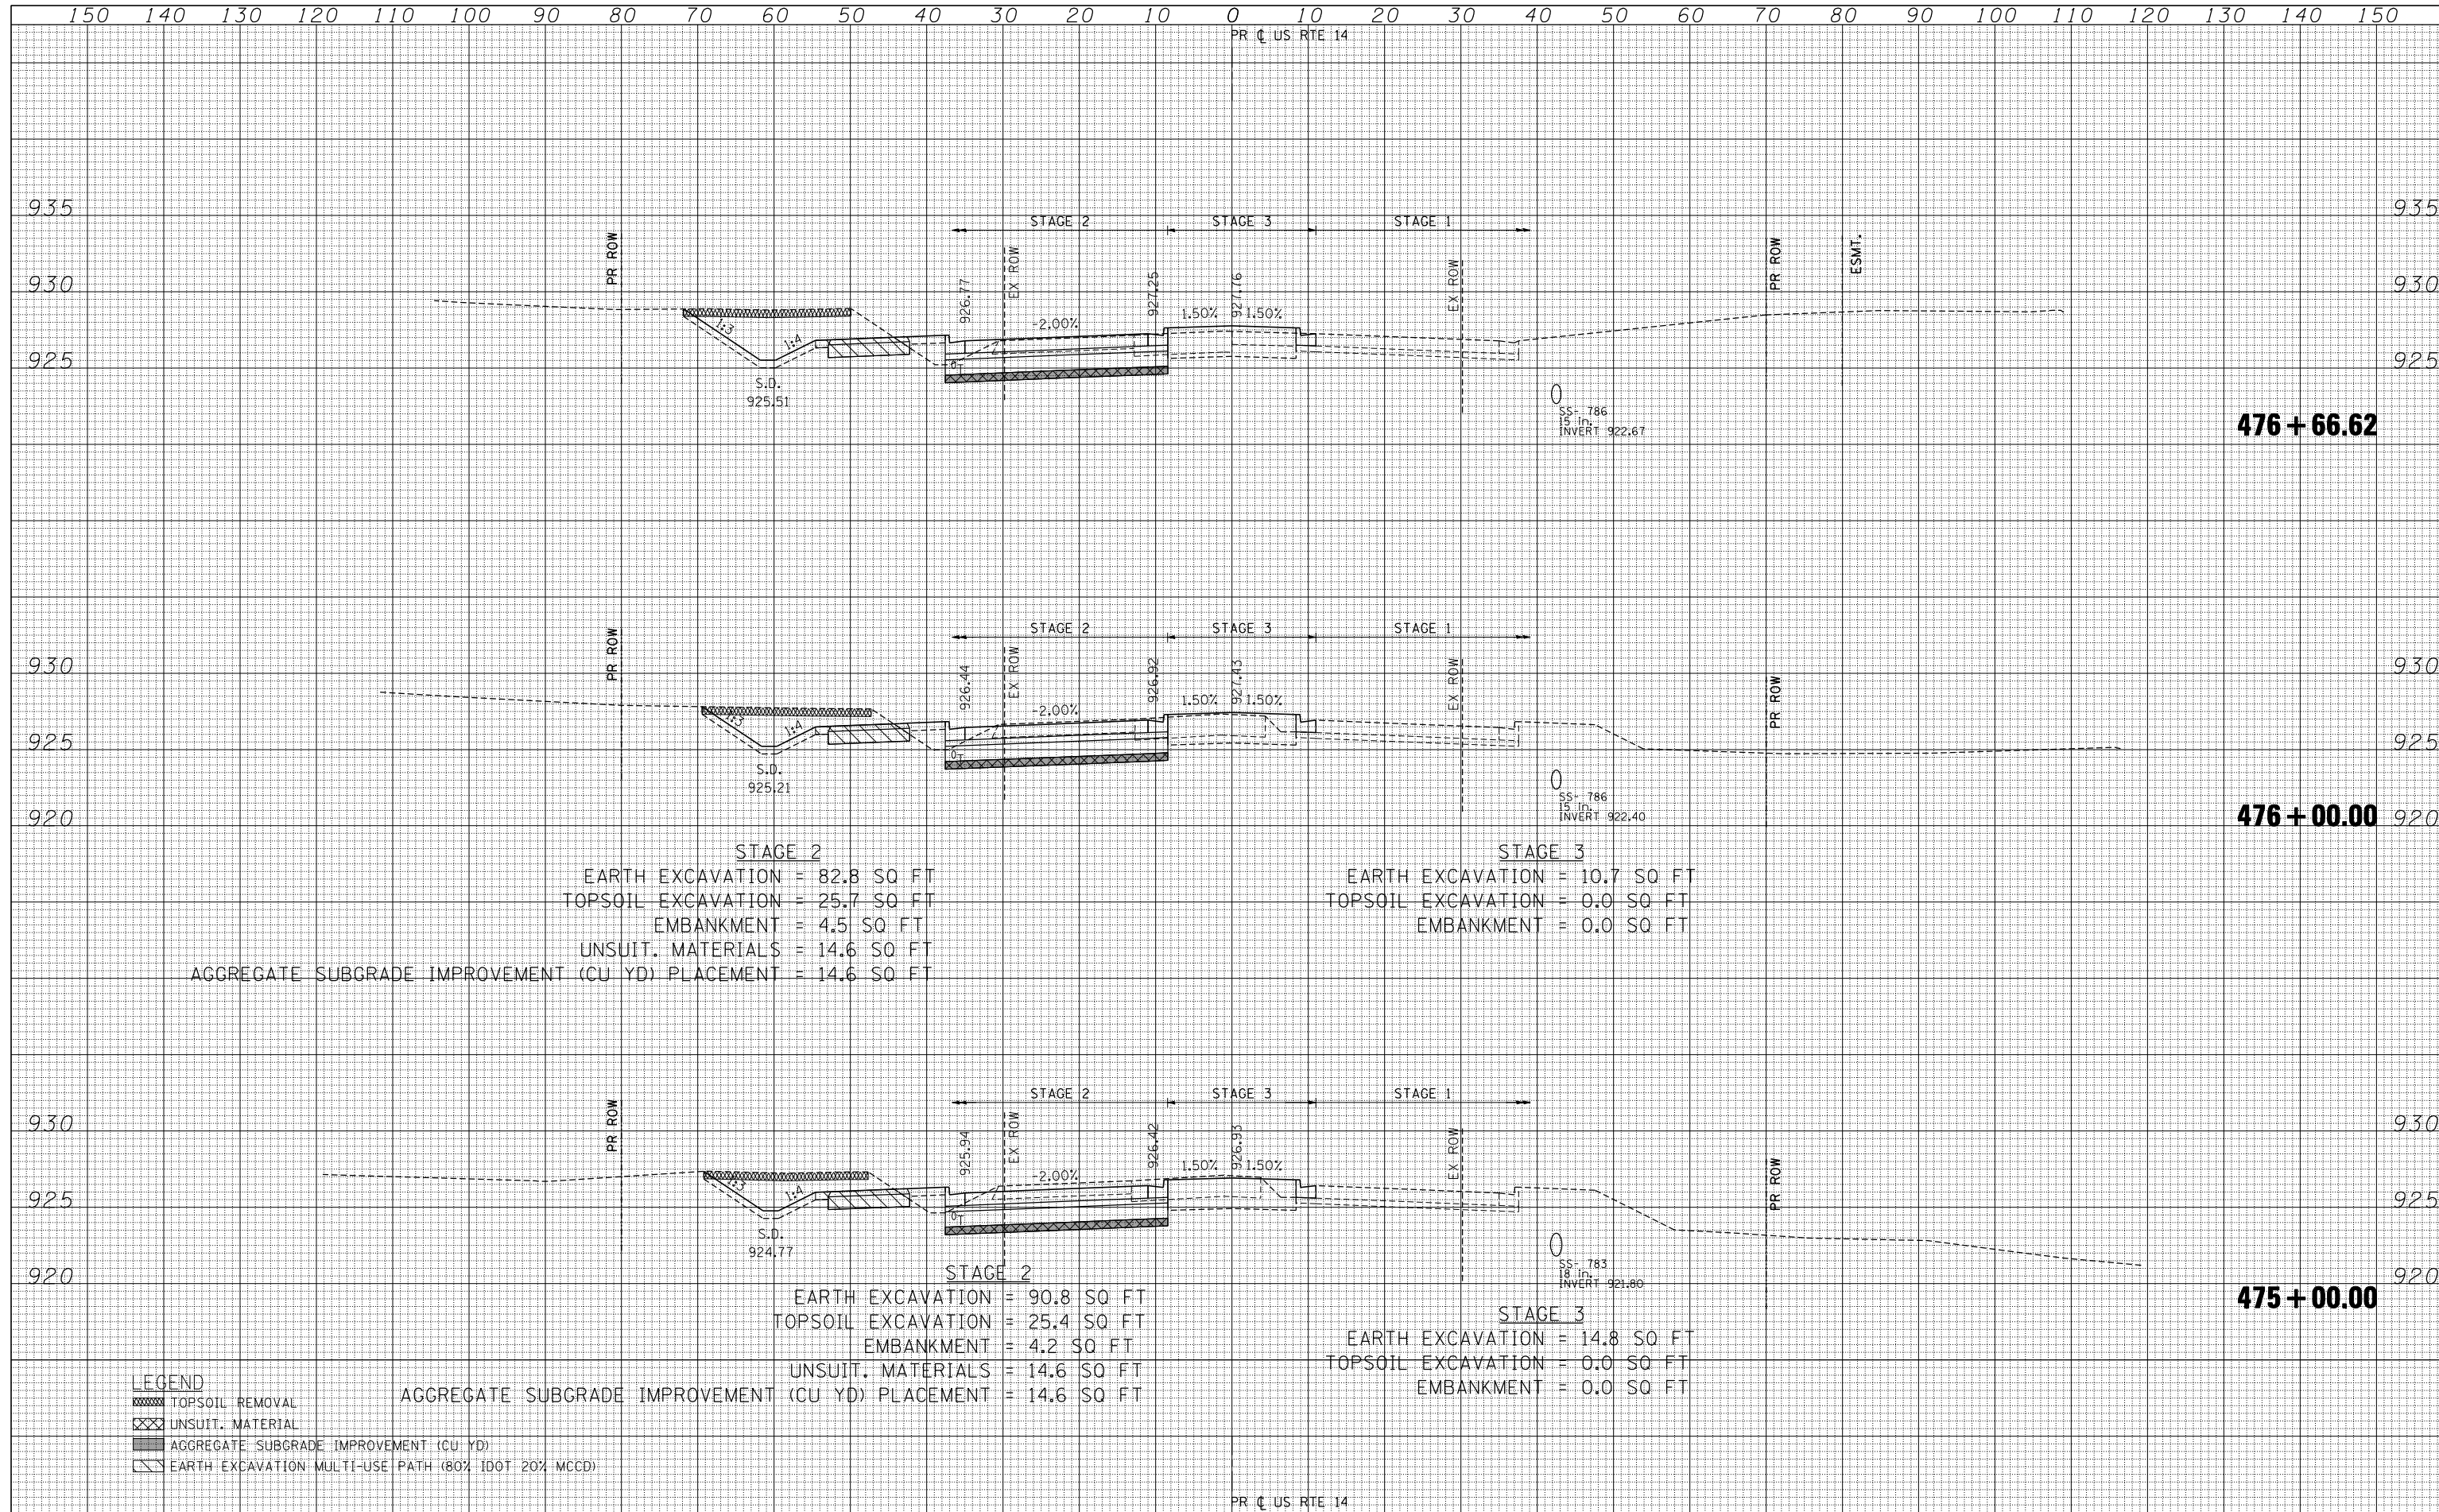 150 140 130 120 110 100 90 80 70 60 50 40 30 20 10 0 10 20 30 40 50 60 70 80 90 100 110 120 130 140 150
PR ℄ US RTE 14
935 935
STAGE 2 STAGE 3 STAGE 1
PR ROW
EX ROW
EX ROW
PR ROW
ESMT.
930 930
926.77
927.25
927.76
1.50% 1.50%
-2.00%
1:3
1:4
925 925
S.D.
925.51
SS- 786
15 in.
INVERT 922.67
476+66.62
STAGE 2 STAGE 3 STAGE 1
PR ROW
EX ROW
EX ROW
PR ROW
930 930
926.44
926.92
927.43
1.50% 1.50%
-2.00%
1:3
1:4
925 925
S.D.
925.21
SS- 786
15 in.
INVERT 922.40
920 476+00.00 920
STAGE 2
EARTH EXCAVATION = 82.8 SQ FT
TOPSOIL EXCAVATION = 25.7 SQ FT
EMBANKMENT = 4.5 SQ FT
UNSUIT. MATERIALS = 14.6 SQ FT
AGGREGATE SUBGRADE IMPROVEMENT (CU YD) PLACEMENT = 14.6 SQ FT
STAGE 3
EARTH EXCAVATION = 10.7 SQ FT
TOPSOIL EXCAVATION = 0.0 SQ FT
EMBANKMENT = 0.0 SQ FT
STAGE 2 STAGE 3 STAGE 1
PR ROW
EX ROW
EX ROW
PR ROW
930 930
925.94
926.42
926.93
1.50% 1.50%
-2.00%
1:3
1:4
925 925
S.D.
924.77
SS- 783
18 in.
INVERT 921.80
920 920
475+00.00
STAGE 2
EARTH EXCAVATION = 90.8 SQ FT
TOPSOIL EXCAVATION = 25.4 SQ FT
EMBANKMENT = 4.2 SQ FT
UNSUIT. MATERIALS = 14.6 SQ FT
AGGREGATE SUBGRADE IMPROVEMENT (CU YD) PLACEMENT = 14.6 SQ FT
STAGE 3
EARTH EXCAVATION = 14.8 SQ FT
TOPSOIL EXCAVATION = 0.0 SQ FT
EMBANKMENT = 0.0 SQ FT
LEGEND
TOPSOIL REMOVAL
UNSUIT. MATERIAL
AGGREGATE SUBGRADE IMPROVEMENT (CU YD)
EARTH EXCAVATION MULTI-USE PATH (80% IDOT 20% MCCD)
PR ℄ US RTE 14